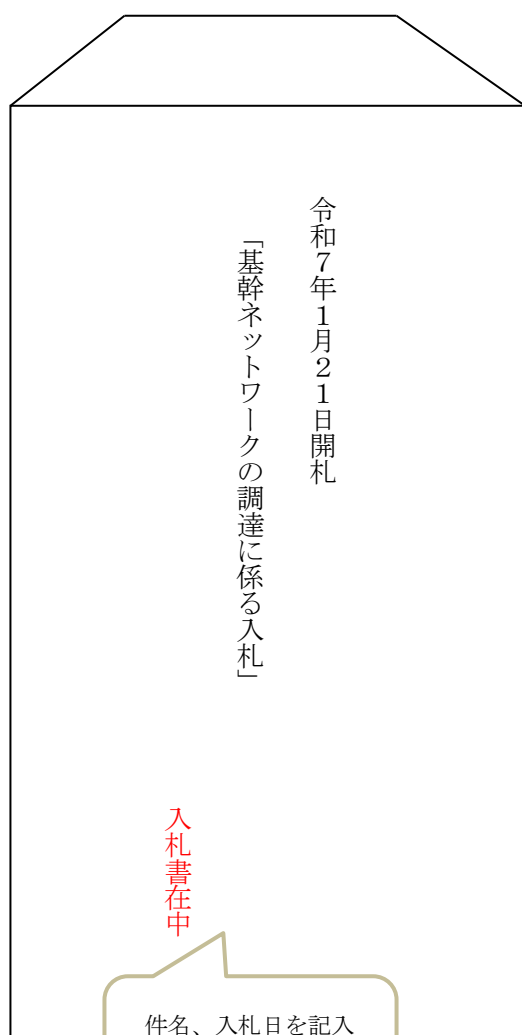 令和７年１月２１日開札
「基幹ネットワークの調達に係る入札」
入札書在中
件名、入札日を記入